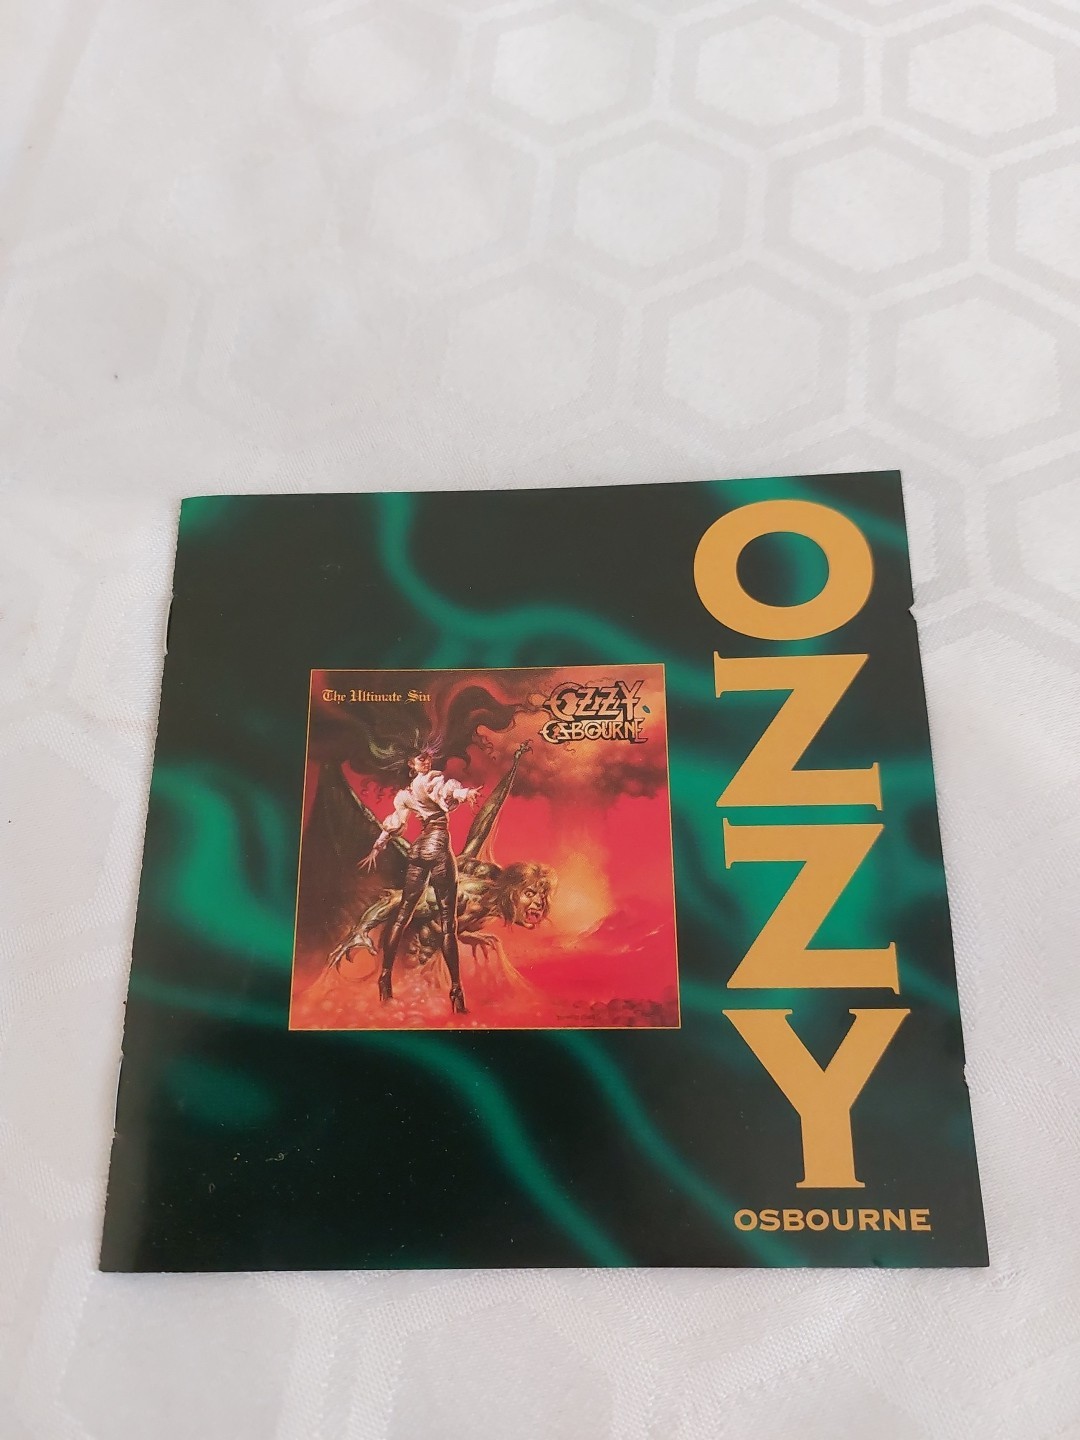 OZZY
OSBOURNE
The Ultimate Sin
OZZY
OSBOURNE